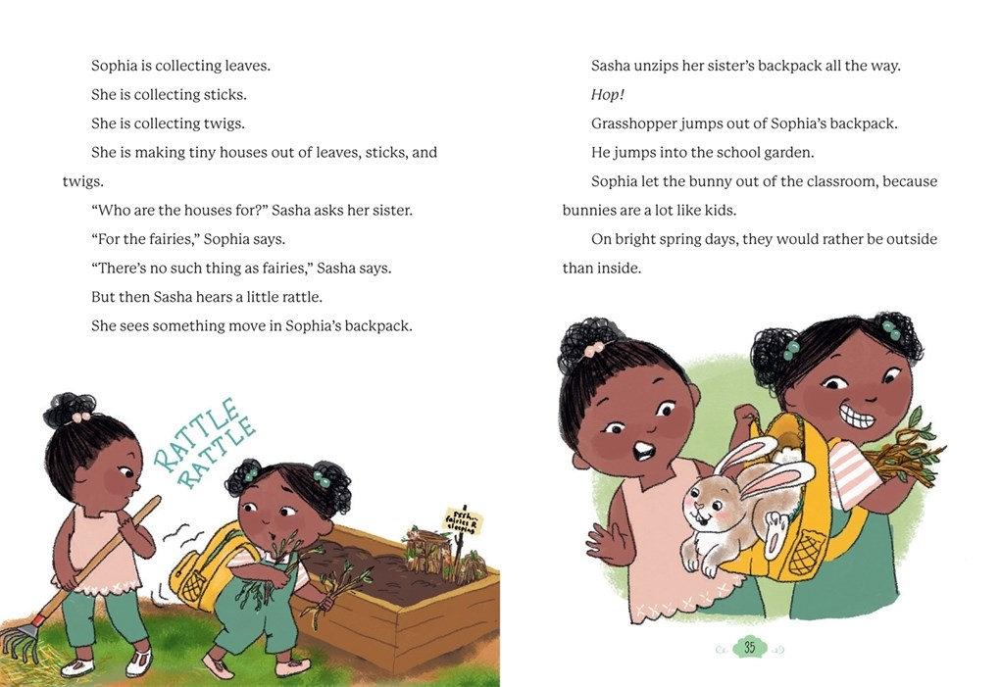 Sophia is collecting leaves.
She is collecting sticks.
She is collecting twigs.
She is making tiny houses out of leaves, sticks, and
twigs.
“Who are the houses for?” Sasha asks her sister.
“For the fairies,” Sophia says.
“There’s no such thing as fairies,” Sasha says.
But then Sasha hears a little rattle.
She sees something move in Sophia’s backpack.
RATTLE
RATTLE
Sssh...
fairies R
sleeping
Sasha unzips her sister’s backpack all the way.
Hop!
Grasshopper jumps out of Sophia’s backpack.
He jumps into the school garden.
Sophia let the bunny out of the classroom, because
bunnies are a lot like kids.
On bright spring days, they would rather be outside
than inside.
35